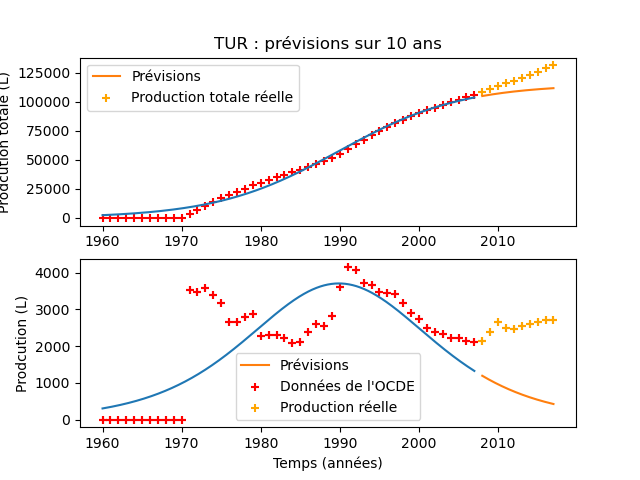 TUR : prévisions sur 10 ans
Prodcution totale (L)
125000
100000
75000
50000
25000
0
Prévisions
Production totale réelle
1960 1970 1980 1990 2000 2010
Prodcution (L)
4000
3000
2000
1000
0
Prévisions
Données de l'OCDE
Production réelle
1960 1970 1980 1990 2000 2010
Temps (années)